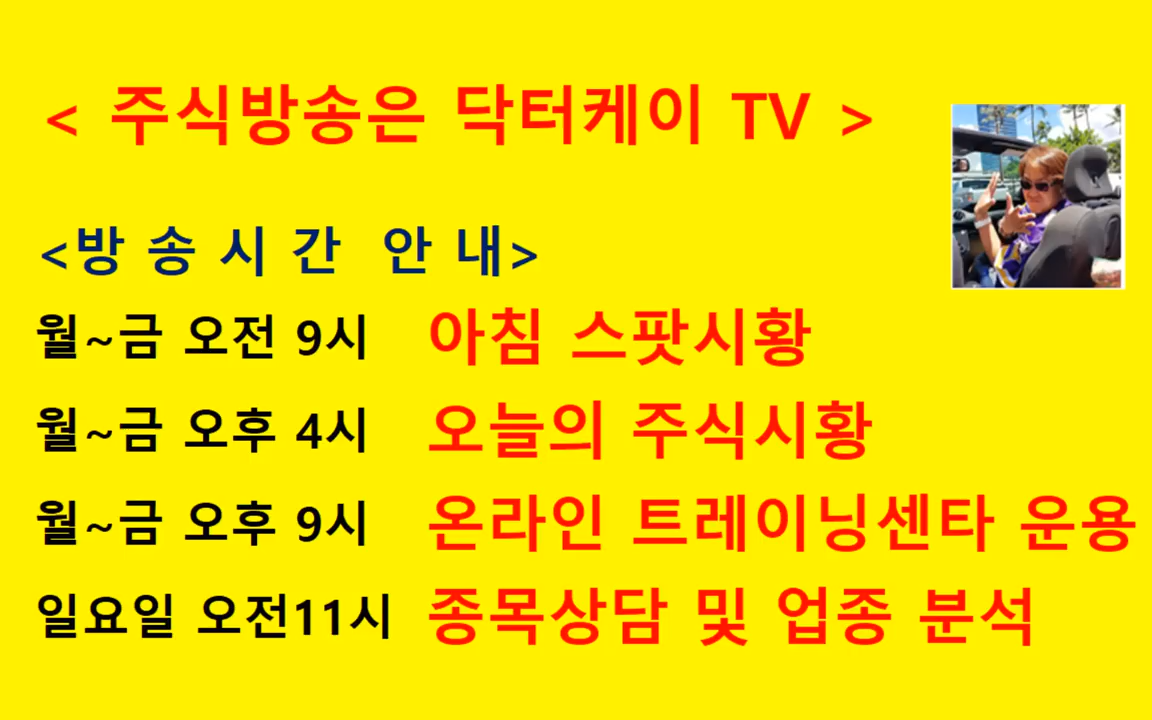 < 주식방송은 닥터케이 TV >
<방 송 시 간 안 내>
월~금 오전 9시 아침 스팟시황
월~금 오후 4시 오늘의 주식시황
월~금 오후 9시 온라인 트레이닝센타 운용
일요일 오전11시 종목상담 및 업종 분석